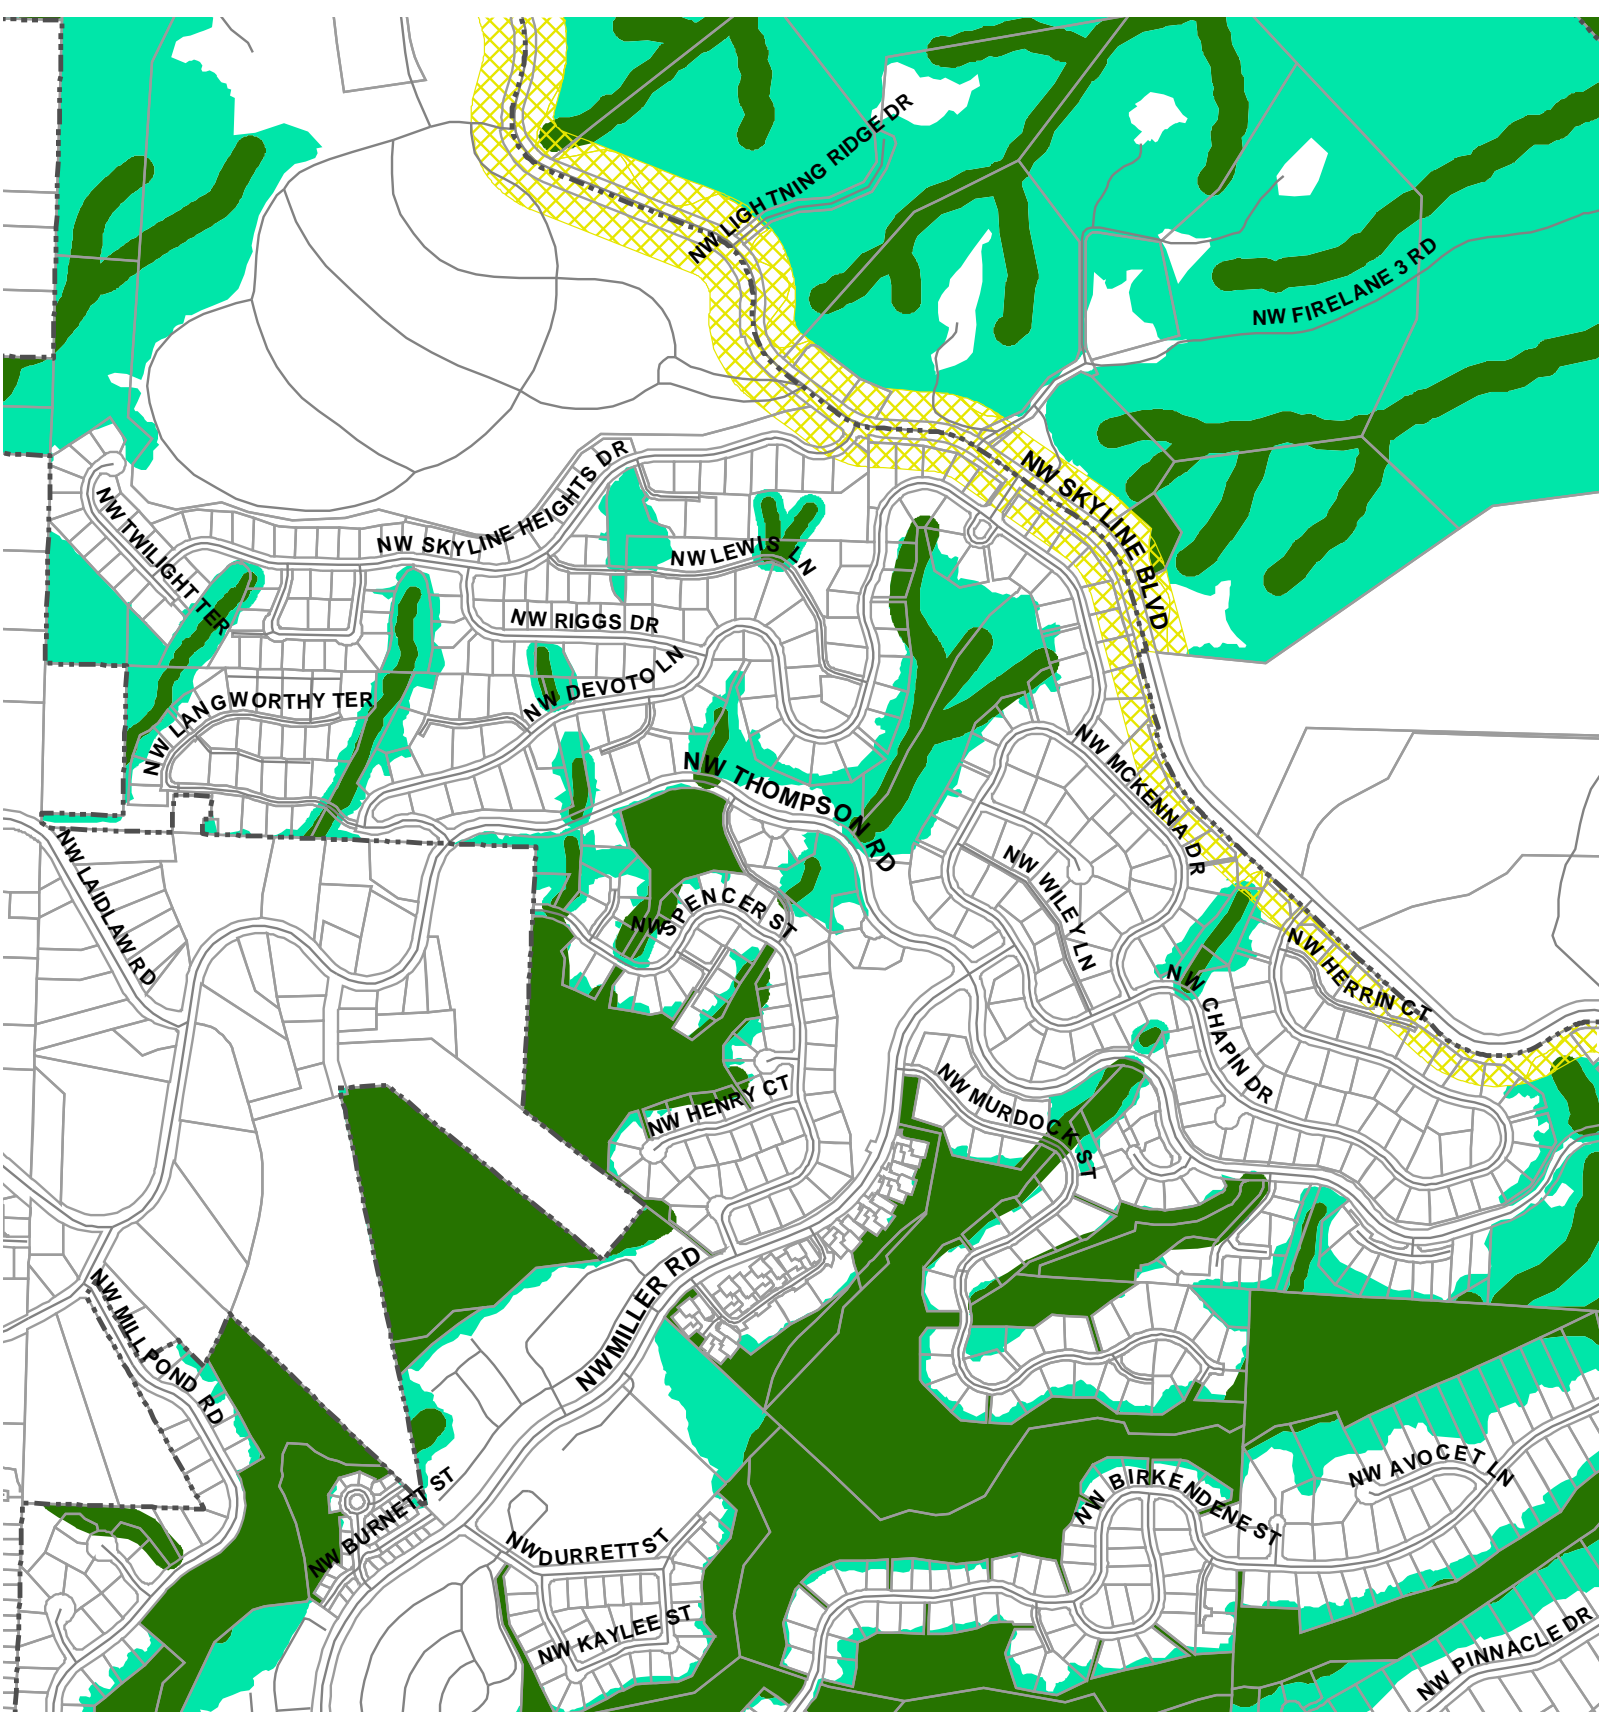 NW LIGHTNING RIDGE DR
NW FIRELANE 3 RD
NW SKYLINE BLVD
NW SKYLINE HEIGHTS DR
NW TWILIGHT TER
NW LEWIS LN
NW RIGGS DR
NW DEVOTO LN
NW LANGWORTHY TER
NW THOMPSON RD
NW MCKENNA DR
NW LAIDLAW RD
NW WILEY LN
NW SPENCER ST
NW HERRIN CT
NW CHAPIN DR
NW HENRY CT
NW MURDOCK ST
NW MILLER RD
NW MILL POND RD
NW BURNETT ST
NW AVOCET LN
NW BIRKENDENE ST
NW DURRETT ST
NW KAYLEE ST
NW PINNACLE DR